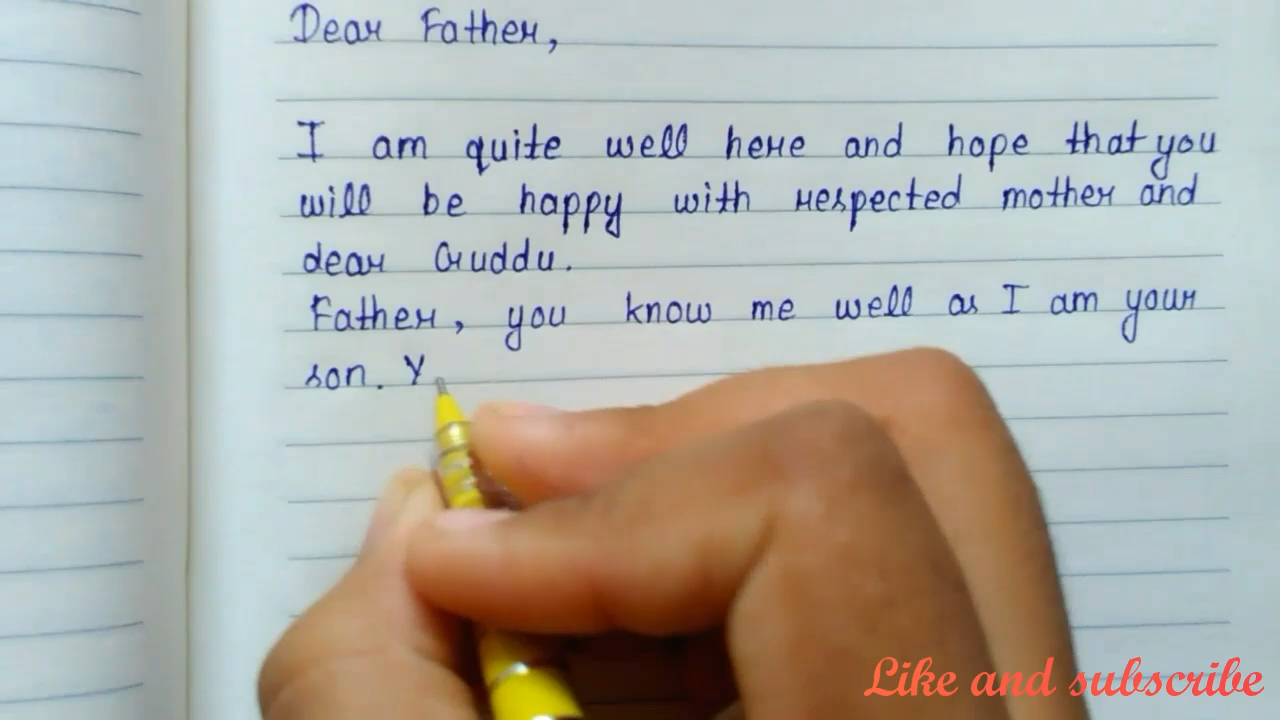 Dear Father,
I am quite well here and hope that you
will be happy with respected mother and
dear Guddu.
Father, you know me well as I am your
son. Y
Like and subscribe